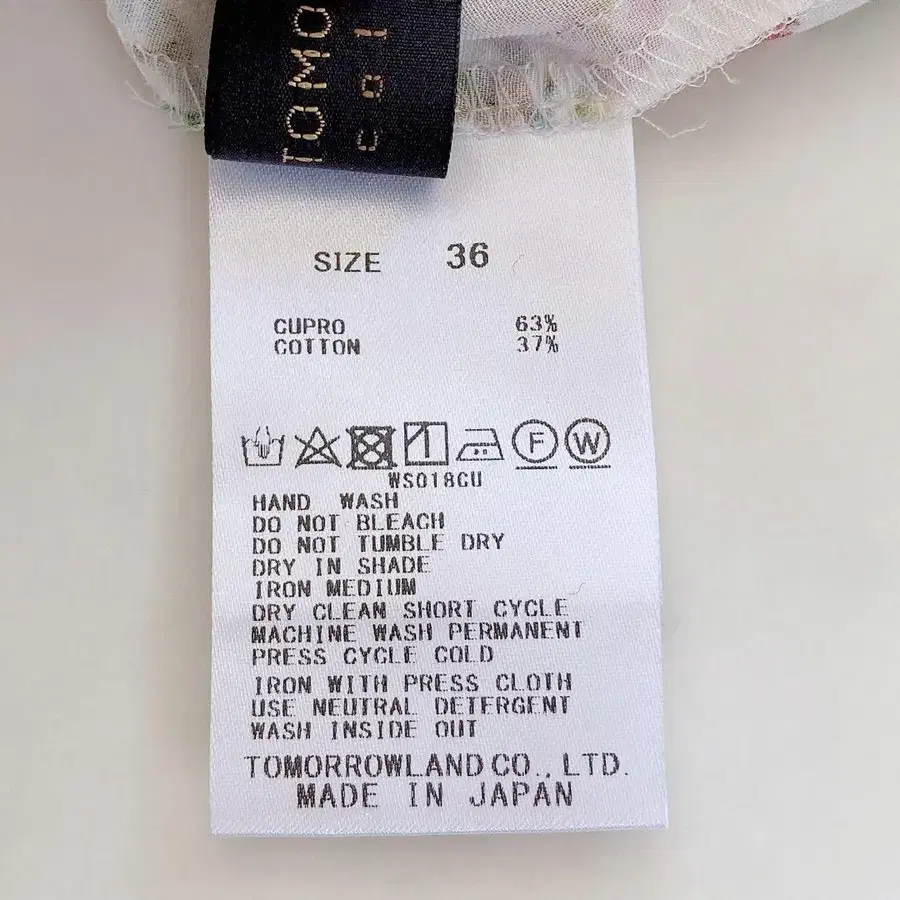 TOMO
col
SIZE 36
CUPRO 63%
COTTON 37%
F W
WS018CU
HAND WASH
DO NOT BLEACH
DO NOT TUMBLE DRY
DRY IN SHADE
IRON MEDIUM
DRY CLEAN SHORT CYCLE
MACHINE WASH PERMANENT
PRESS CYCLE COLD
IRON WITH PRESS CLOTH
USE NEUTRAL DETERGENT
WASH INSIDE OUT
TOMORROWLAND CO., LTD.
MADE IN JAPAN